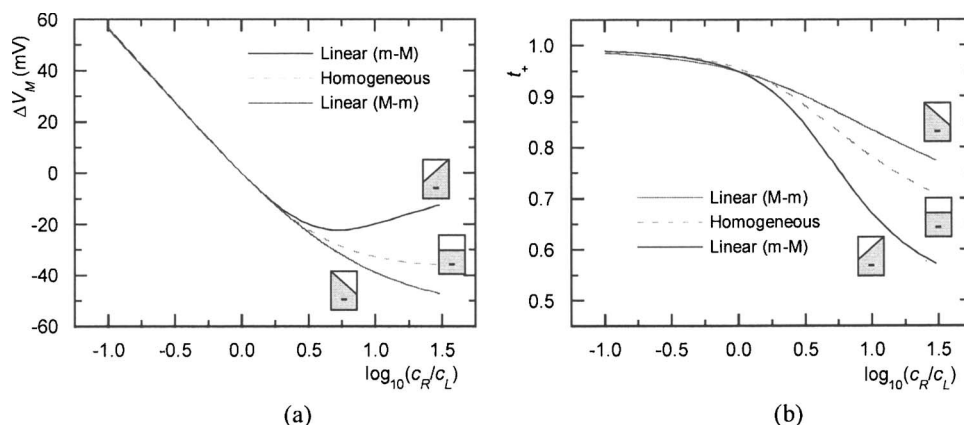 60
40
20
0
-20
-40
-60
ΔV_M (mV)
Linear (m-M)
Homogeneous
Linear (M-m)
-
-
-
-1.0 -0.5 0.0 0.5 1.0 1.5
log₁₀(c_R/c_L)
(a)
1.0
0.9
0.8
0.7
0.6
0.5
t₊
Linear (M-m)
Homogeneous
Linear (m-M)
-
-
-
-1.0 -0.5 0.0 0.5 1.0 1.5
log₁₀(c_R/c_L)
(b)